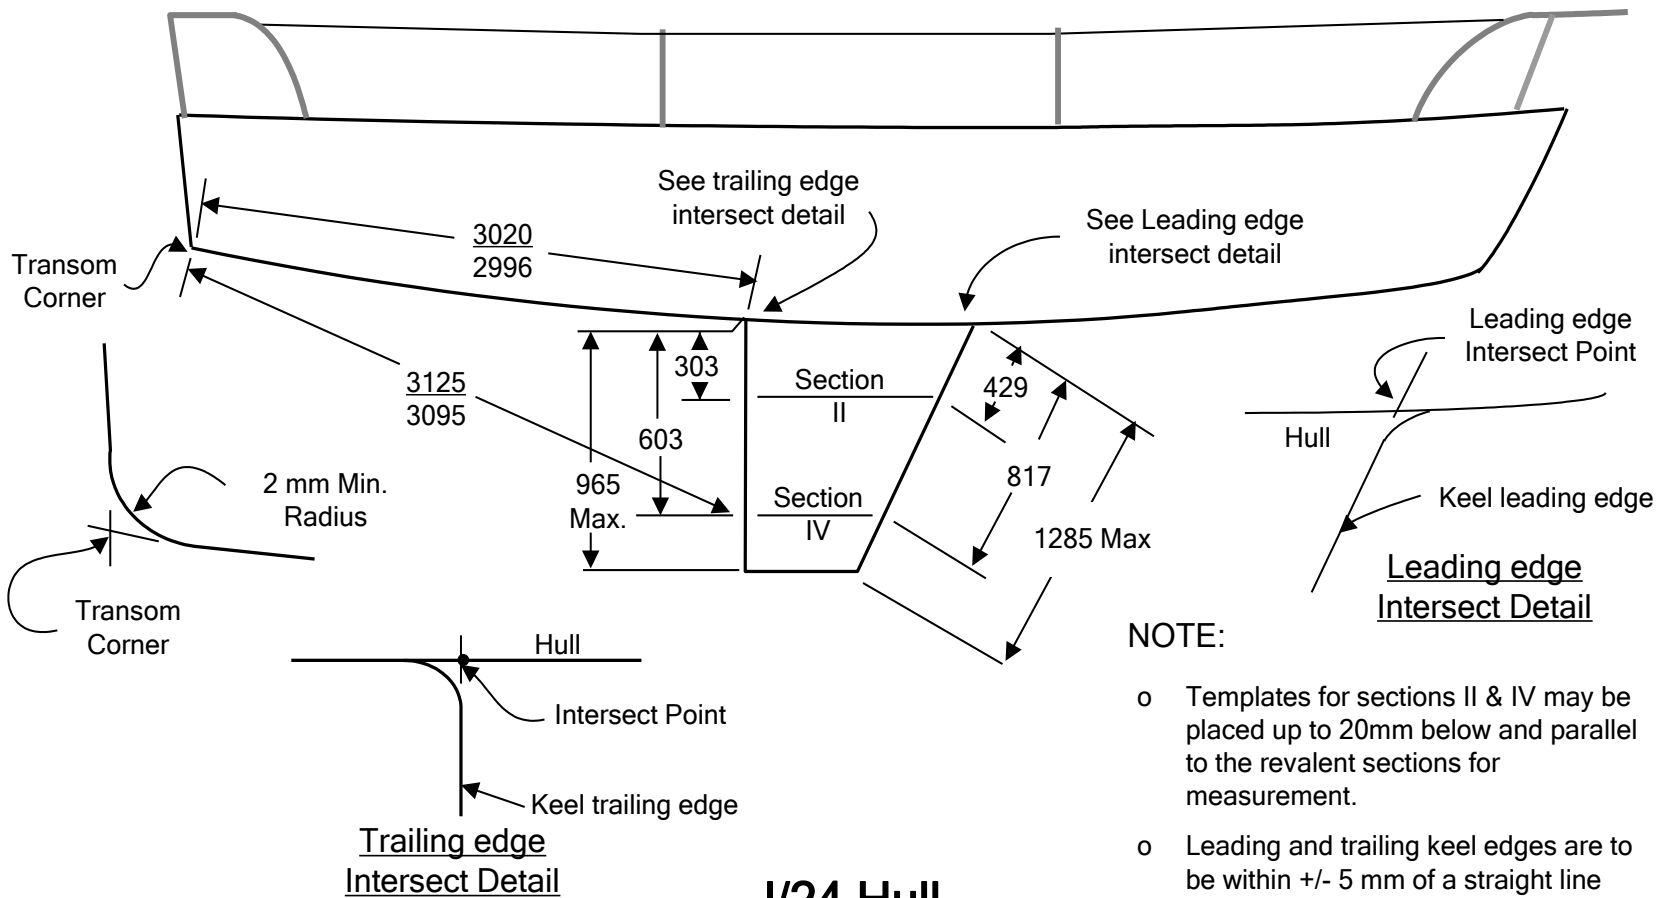 See trailing edge
intersect detail
See Leading edge
intersect detail
3020
2996
Transom
Corner
Leading edge
Intersect Point
303
Section
II
429
3125
3095
603
Hull
965
Max.
Section
IV
817
2 mm Min.
Radius
Keel leading edge
1285 Max
Leading edge
Intersect Detail
Transom
Corner
NOTE:
Hull
Intersect Point
o Templates for sections II & IV may be
placed up to 20mm below and parallel
to the revalent sections for
measurement.
Keel trailing edge
Trailing edge
Intersect Detail
o Leading and trailing keel edges are to
be within +/- 5 mm of a straight line
J/24 Hull